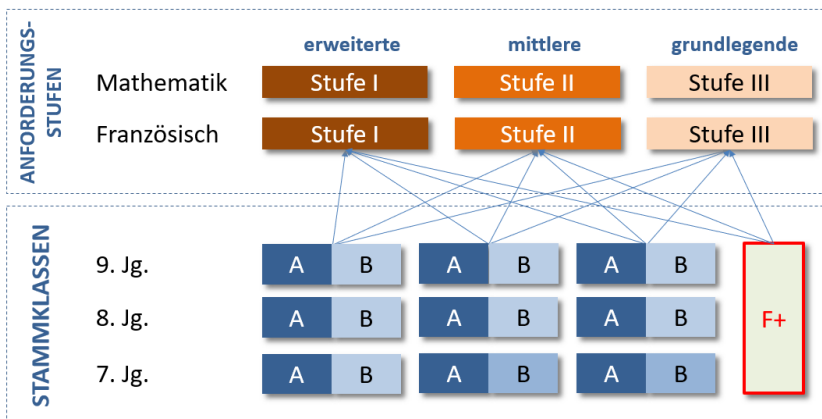 ANFORDERUNGS-
STUFEN
erweiterte mittlere grundlegende
Mathematik Stufe I Stufe II Stufe III
Französisch Stufe I Stufe II Stufe III
STAMMKLASSEN
9. Jg. A B A B A B
8. Jg. A B A B A B F+
7. Jg. A B A B A B